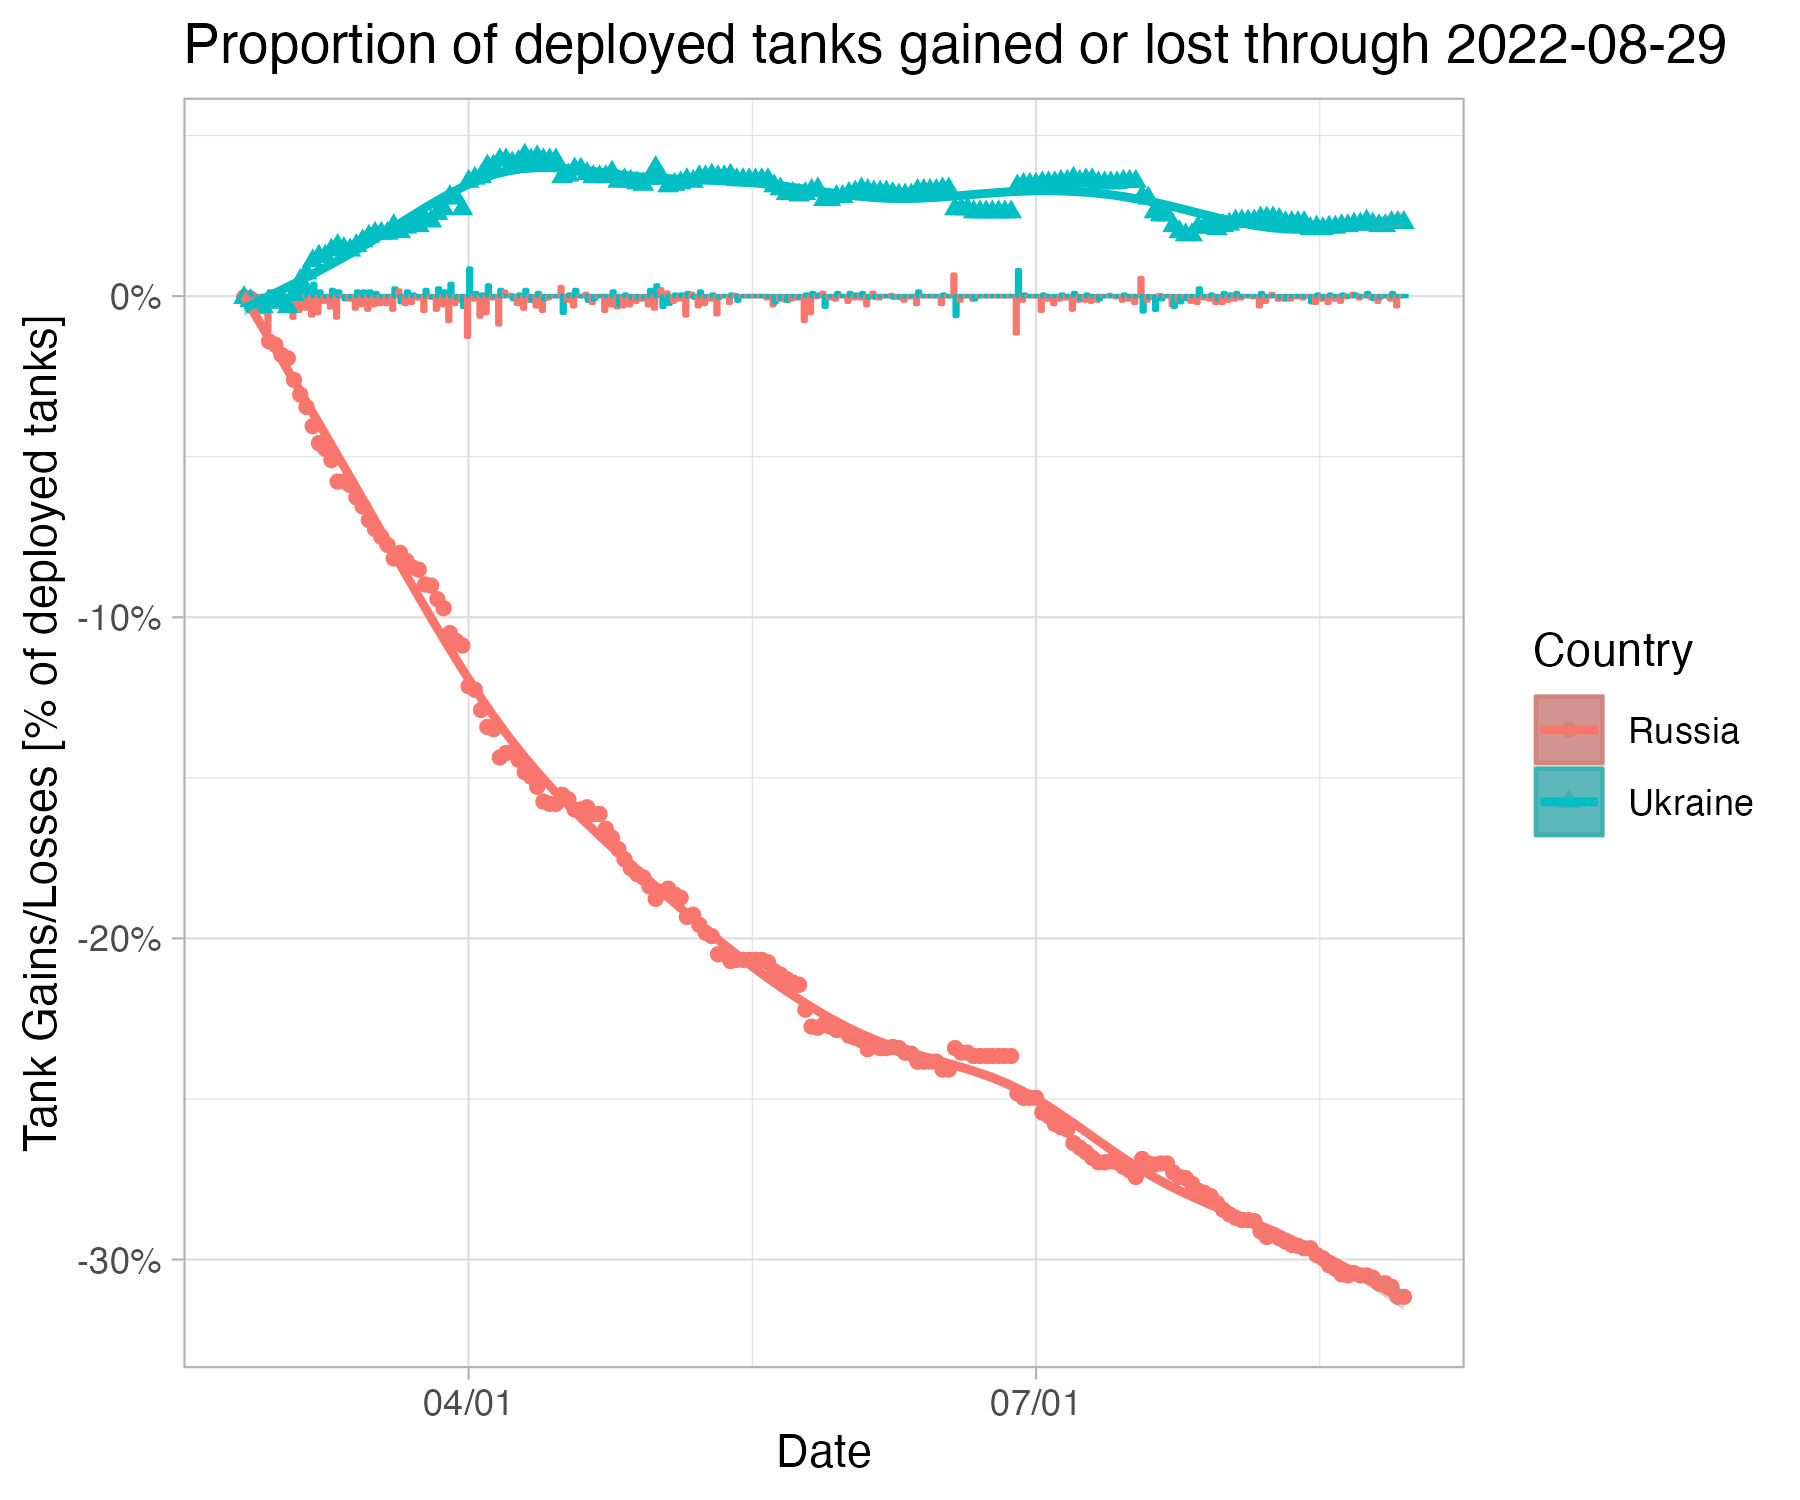 Proportion of deployed tanks gained or lost through 2022-08-29
Tank Gains/Losses [% of deployed tanks]
0%
-10%
-20%
-30%
04/01
07/01
Date
Country
Russia
Ukraine